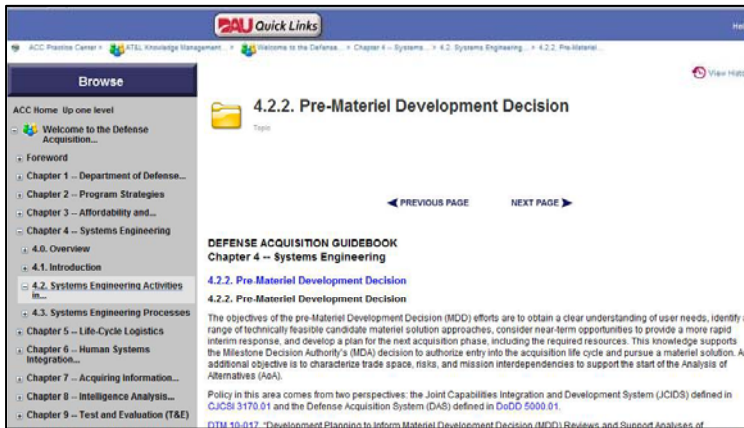 DAU Quick Links
Hel
ACC Practice Center > AT&L Knowledge Management... > Welcome to the Defense... > Chapter 4 -- Systems... > 4.2. Systems Engineering... > 4.2.2. Pre-Materiel...
Browse
View Hist
ACC Home Up one level
Welcome to the Defense
Acquisition...
Foreword
Chapter 1 -- Department of Defense...
Chapter 2 -- Program Strategies
Chapter 3 -- Affordability and...
Chapter 4 -- Systems Engineering
4.0. Overview
4.1. Introduction
4.2. Systems Engineering Activities
in...
4.3. Systems Engineering Processes
Chapter 5 -- Life-Cycle Logistics
Chapter 6 -- Human Systems
Integration...
Chapter 7 -- Acquiring Information...
Chapter 8 -- Intelligence Analysis...
Chapter 9 -- Test and Evaluation (T&E)
4.2.2. Pre-Materiel Development Decision
Topic
PREVIOUS PAGE NEXT PAGE
DEFENSE ACQUISITION GUIDEBOOK
Chapter 4 -- Systems Engineering
4.2.2. Pre-Materiel Development Decision
4.2.2. Pre-Materiel Development Decision
The objectives of the pre-Materiel Development Decision (MDD) efforts are to obtain a clear understanding of user needs, identify a
range of technically feasible candidate materiel solution approaches, consider near-term opportunities to provide a more rapid
interim response, and develop a plan for the next acquisition phase, including the required resources. This knowledge supports
the Milestone Decision Authority's (MDA) decision to authorize entry into the acquisition life cycle and pursue a materiel solution. A
additional objective is to characterize trade space, risks, and mission interdependencies to support the start of the Analysis of
Alternatives (AoA).
Policy in this area comes from two perspectives: the Joint Capabilities Integration and Development System (JCIDS) defined in
CJCSI 3170.01 and the Defense Acquisition System (DAS) defined in DoDD 5000.01.
DTM 10-017, "Development Planning to Inform Materiel Development Decision (MDD) Reviews and Support Analyses of